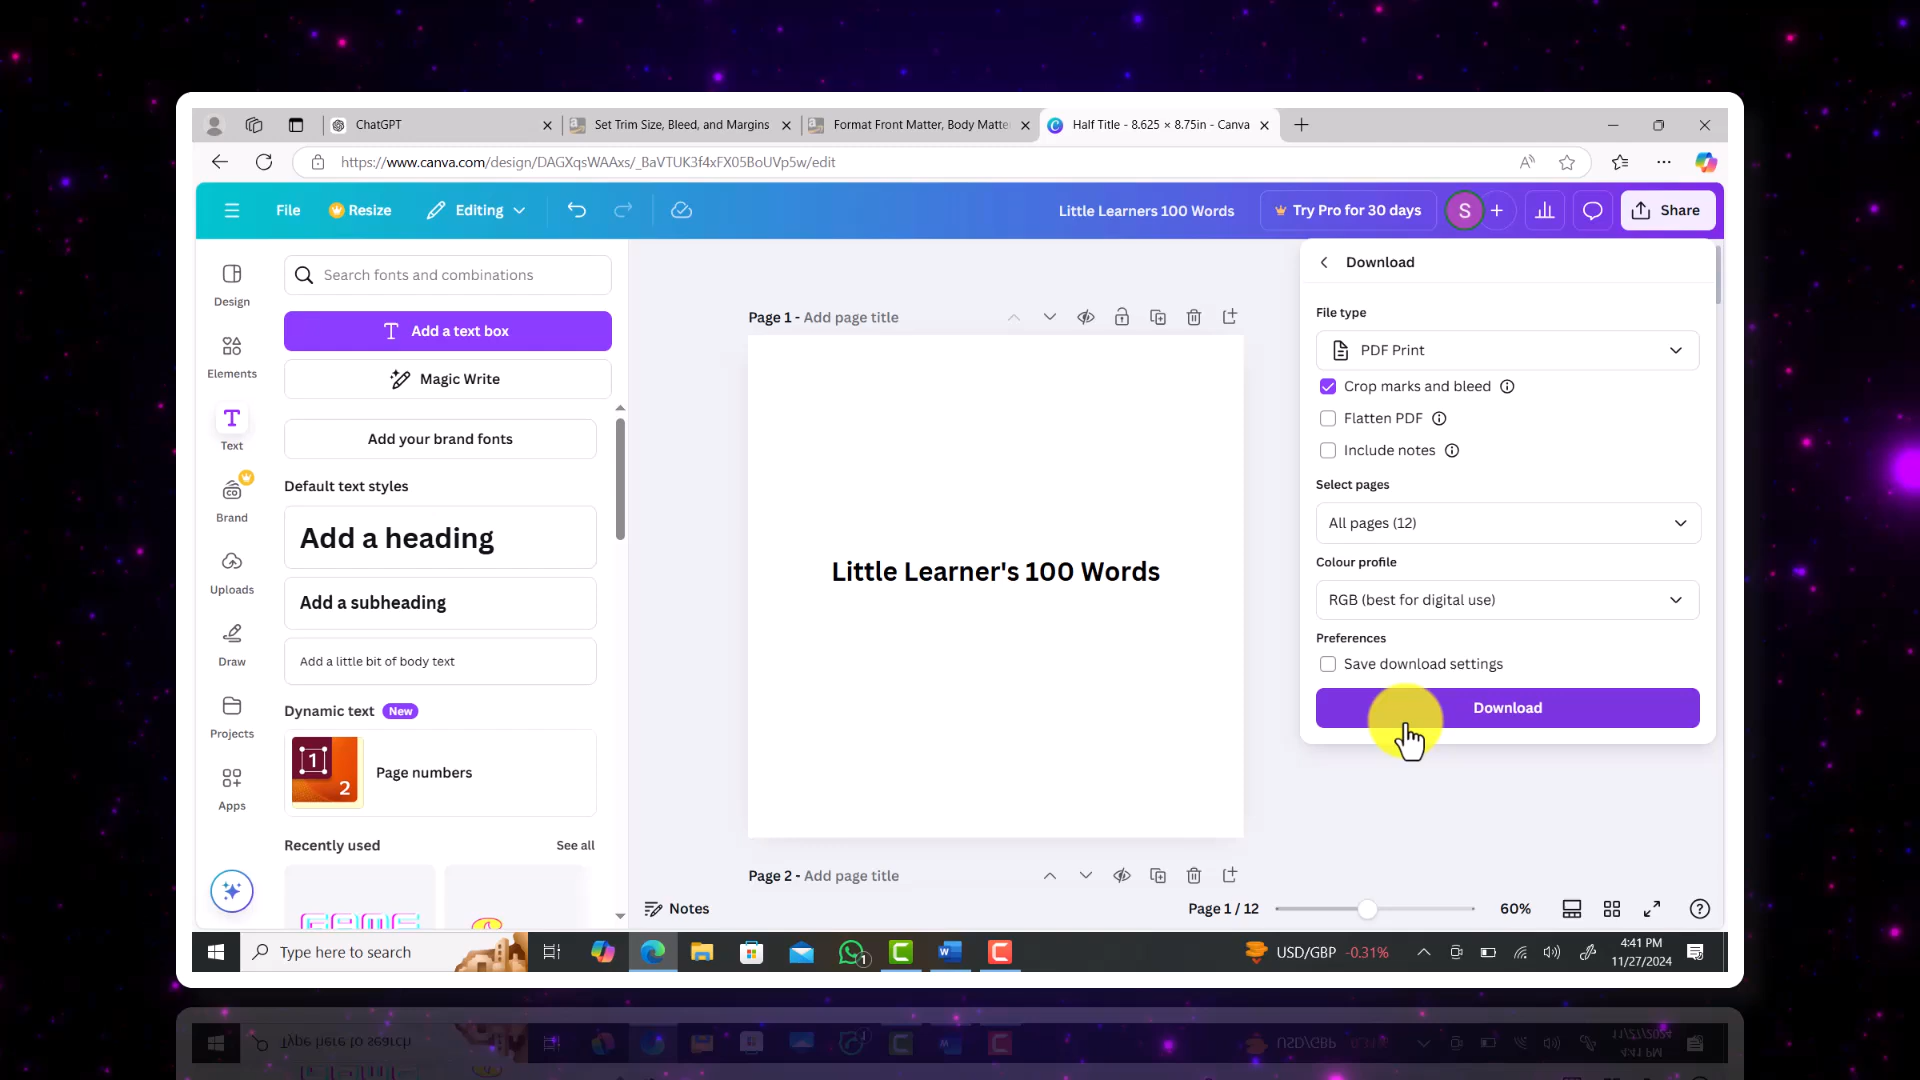 ChatGPT
Set Trim Size, Bleed, and Margins
Format Front Matter, Body Matte
Half Title - 8.625 × 8.75in - Canva
https://www.canva.com/design/DAGXqsWAAxs/_BaVTUK3f4xFX05BoUVp5w/edit
File
Resize
Editing
Little Learners 100 Words
Try Pro for 30 days
S
Share
Design
Elements
Text
Brand
Uploads
Draw
Projects
Apps
Search fonts and combinations
Add a text box
Magic Write
Add your brand fonts
Default text styles
Add a heading
Add a subheading
Add a little bit of body text
Dynamic text New
1
2
Page numbers
Recently used
See all
GAME
Page 1 - Add page title
Little Learner's 100 Words
Page 2 - Add page title
Notes
Page 1 / 12
60%
Download
File type
PDF Print
Crop marks and bleed
Flatten PDF
Include notes
Select pages
All pages (12)
Colour profile
RGB (best for digital use)
Preferences
Save download settings
Download
Type here to search
1
USD/GBP -0.31%
4:41 PM
11/27/2024